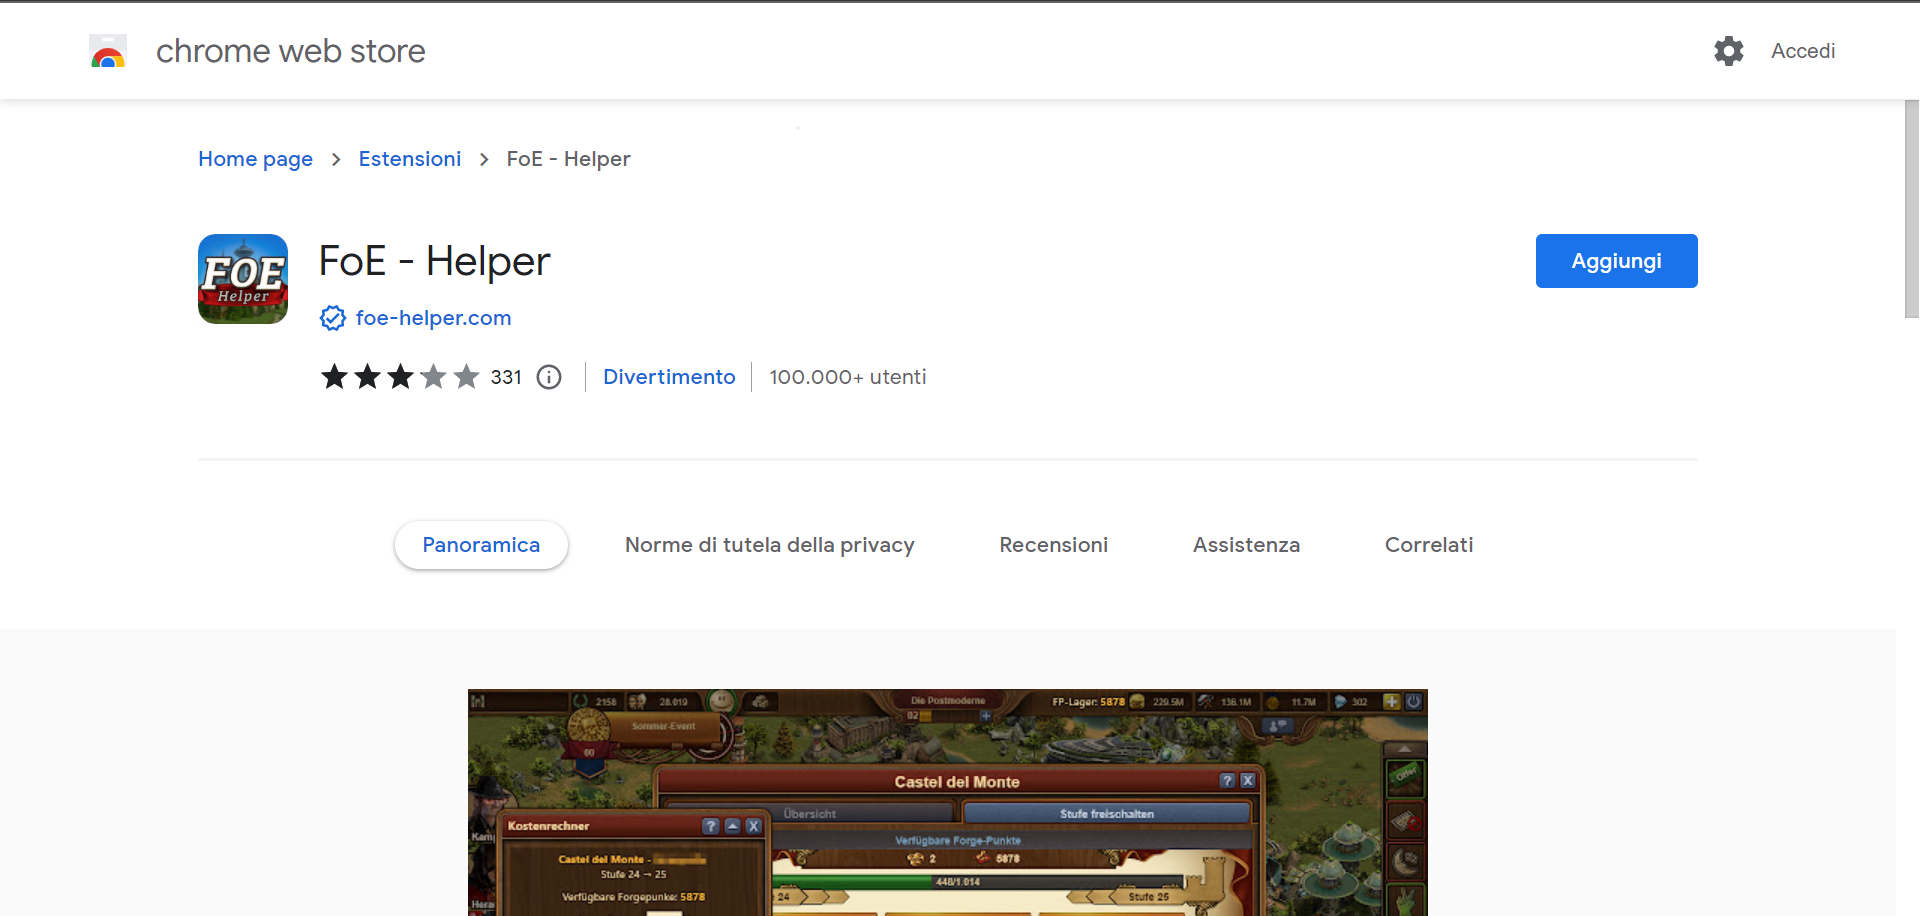 chrome web store
Accedi
Home page > Estensioni > FoE - Helper
FOE
Helper
FoE - Helper
Aggiungi
foe-helper.com
331
Divertimento
100.000+ utenti
Panoramica
Norme di tutela della privacy
Recensioni
Assistenza
Correlati
2158
28.019
Die Postmoderne
FP-Lager: 5878
229.5M
136.1M
11.7M
302
02
Sommer-Event
Castel del Monte
? X
Offer
Übersicht
Stufe freischalten
Kostenrechner
? X
Verfügbare Forge-Punkte
2
5878
Castel del Monte -
Stufe 24 → 25
448/1.014
Verfügbare Forgepunke: 5878
24
Stufe 25